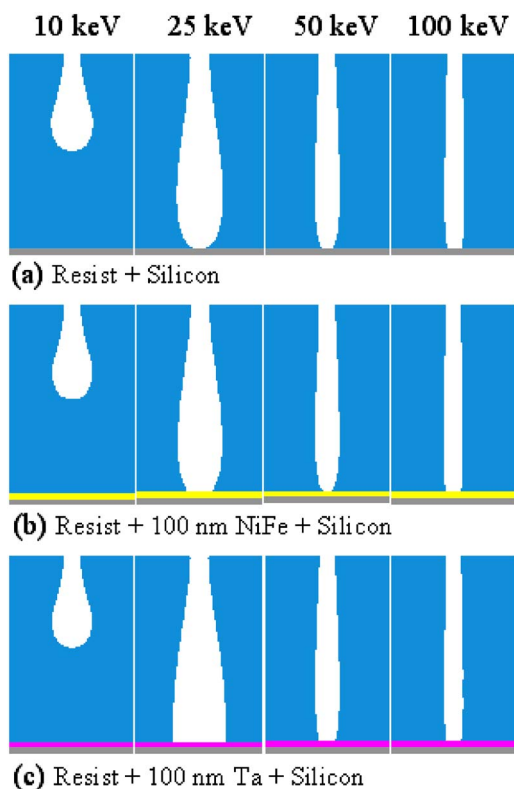 10 keV 25 keV 50 keV 100 keV
(a) Resist + Silicon
(b) Resist + 100 nm NiFe + Silicon
(c) Resist + 100 nm Ta + Silicon